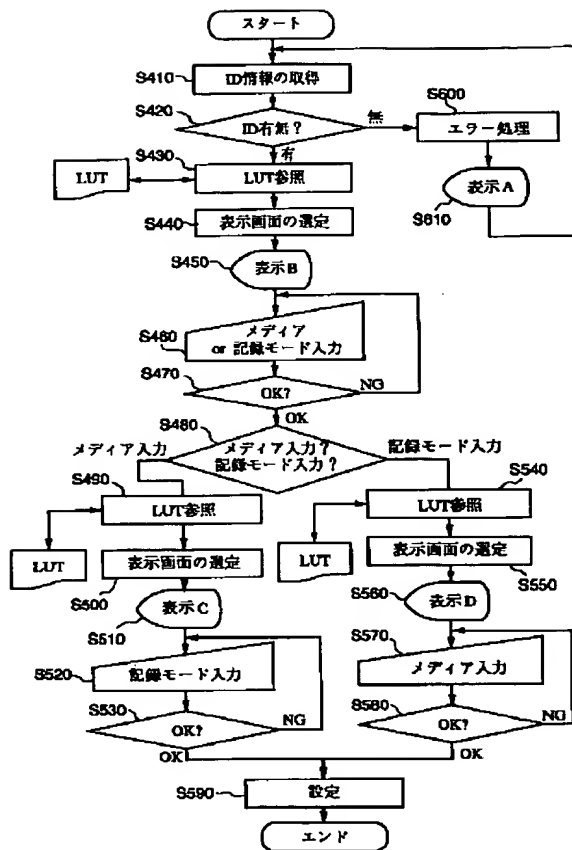 スタート
S410
ID情報の取得
S420
ID有無?
無
S600
エラー処理
有
S430
LUT
LUT参照
表示A
S610
S440
表示画面の選定
S450
表示B
S460
メディア
or 記録モード入力
S470
OK?
NG
OK
S480
メディア入力
メディア入力?
記録モード入力?
記録モード入力
S490
LUT参照
S540
LUT参照
LUT
表示画面の選定
S500
LUT
表示画面の選定
S550
S510
表示C
S560
表示D
S520
記録モード入力
S570
メディア入力
S530
OK?
NG
OK
S580
OK?
NG
OK
S590
設定
エンド